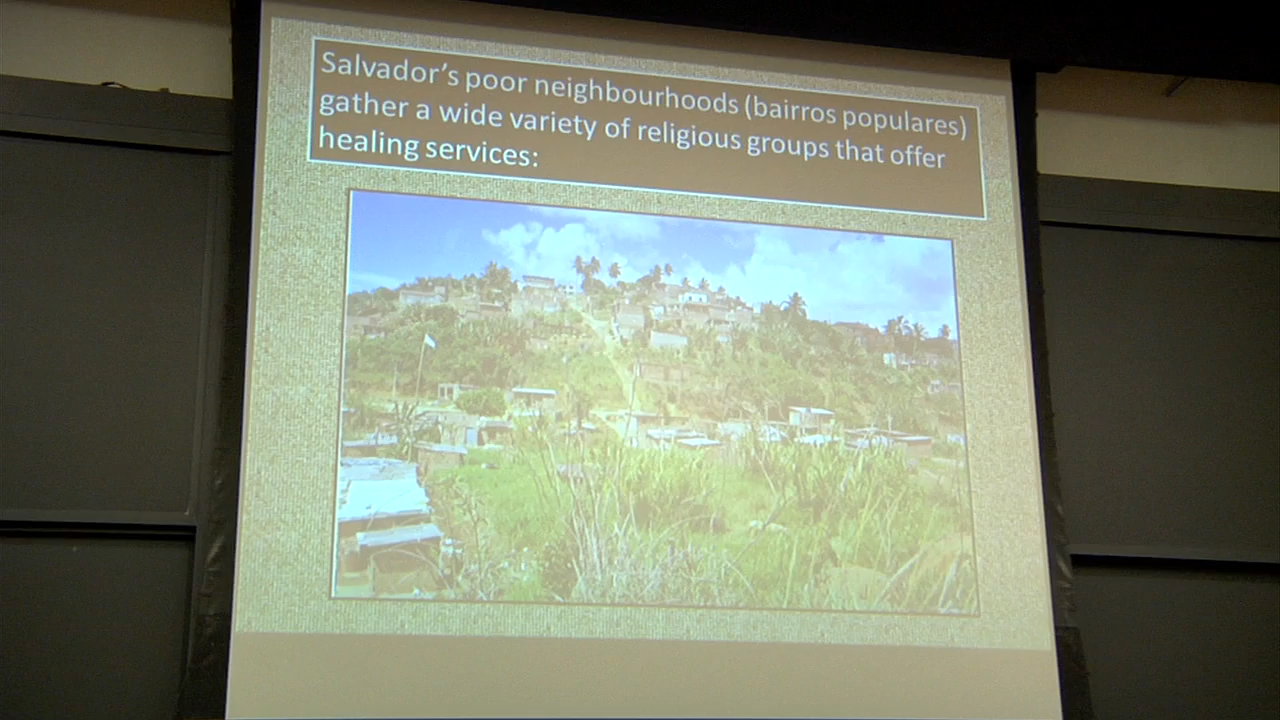 Salvador's poor neighbourhoods (bairros populares)
gather a wide variety of religious groups that offer
healing services: